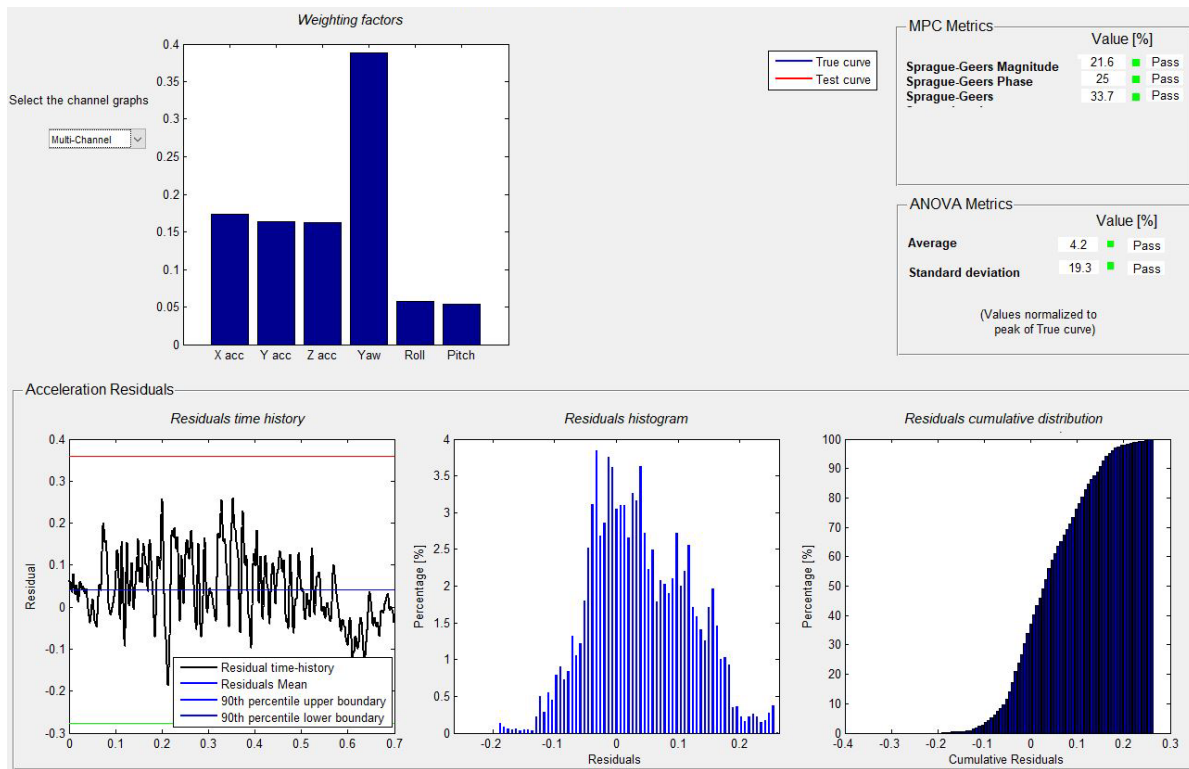 Weighting factors
Select the channel graphs
Multi-Channel
0.4
0.35
0.3
0.25
0.2
0.15
0.1
0.05
0
X acc Y acc Z acc Yaw Roll Pitch
True curve
Test curve
MPC Metrics
Value [%]
Sprague-Geers Magnitude 21.6 Pass
Sprague-Geers Phase 25 Pass
Sprague-Geers 33.7 Pass
ANOVA Metrics
Value [%]
Average 4.2 Pass
Standard deviation 19.3 Pass
(Values normalized to
peak of True curve)
Acceleration Residuals
Residuals time history
0.4
0.3
0.2
0.1
0
-0.1
-0.2
-0.3
Residual
0 0.1 0.2 0.3 0.4 0.5 0.6 0.7
Residual time-history
Residuals Mean
90th percentile upper boundary
90th percentile lower boundary
Residuals histogram
4
3.5
3
2.5
2
1.5
1
0.5
0
Percentage [%]
-0.2 -0.1 0 0.1 0.2
Residuals
Residuals cumulative distribution
100
90
80
70
60
50
40
30
20
10
0
Percentage [%]
-0.4 -0.3 -0.2 -0.1 0 0.1 0.2 0.3
Cumulative Residuals